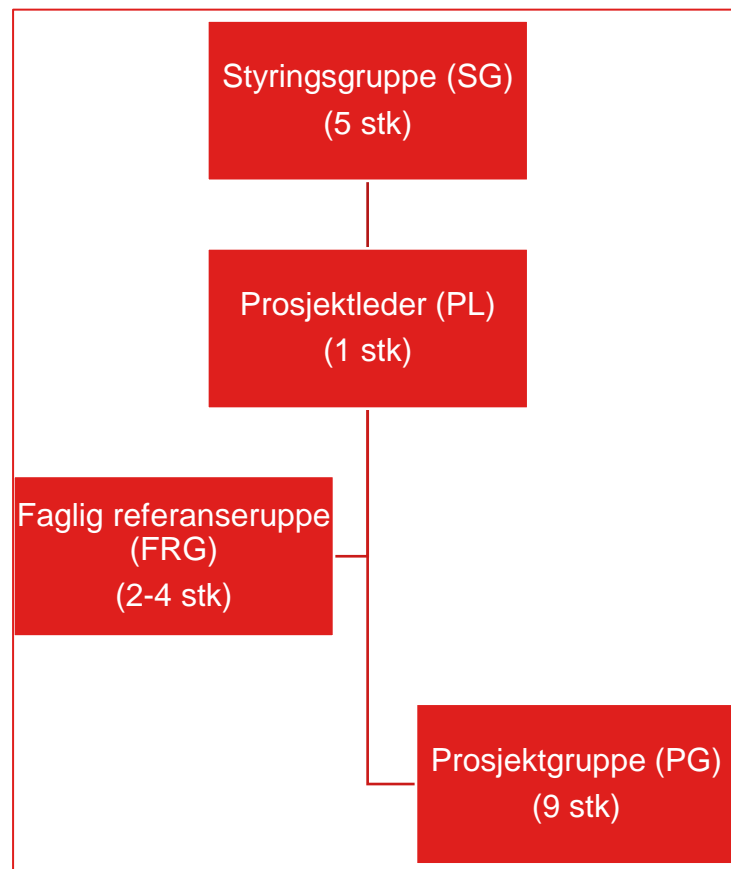 Styringsgruppe (SG)
(5 stk)
Prosjektleder (PL)
(1 stk)
Faglig referanseruppe
(FRG)
(2-4 stk)
Prosjektgruppe (PG)
(9 stk)